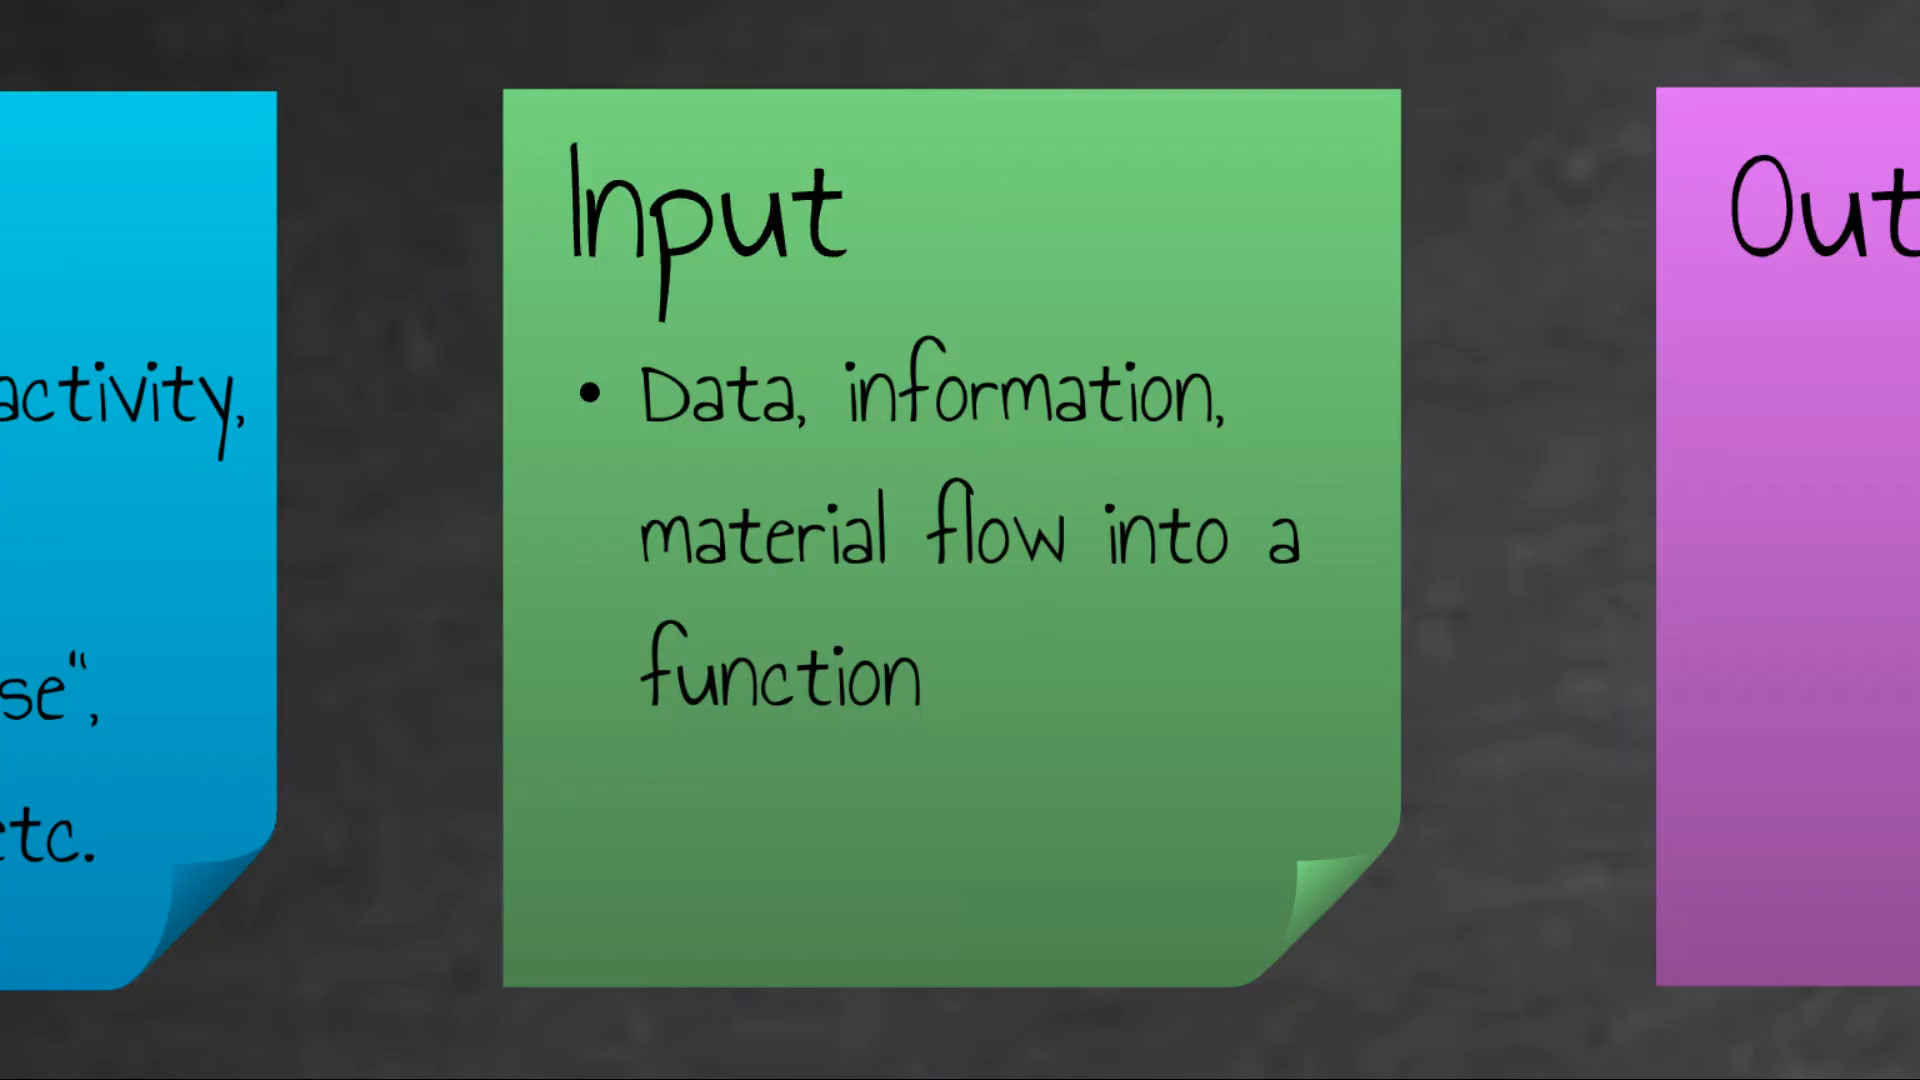 activity,
se“,
etc.
Input
• Data, information,
material flow into a
function
Out